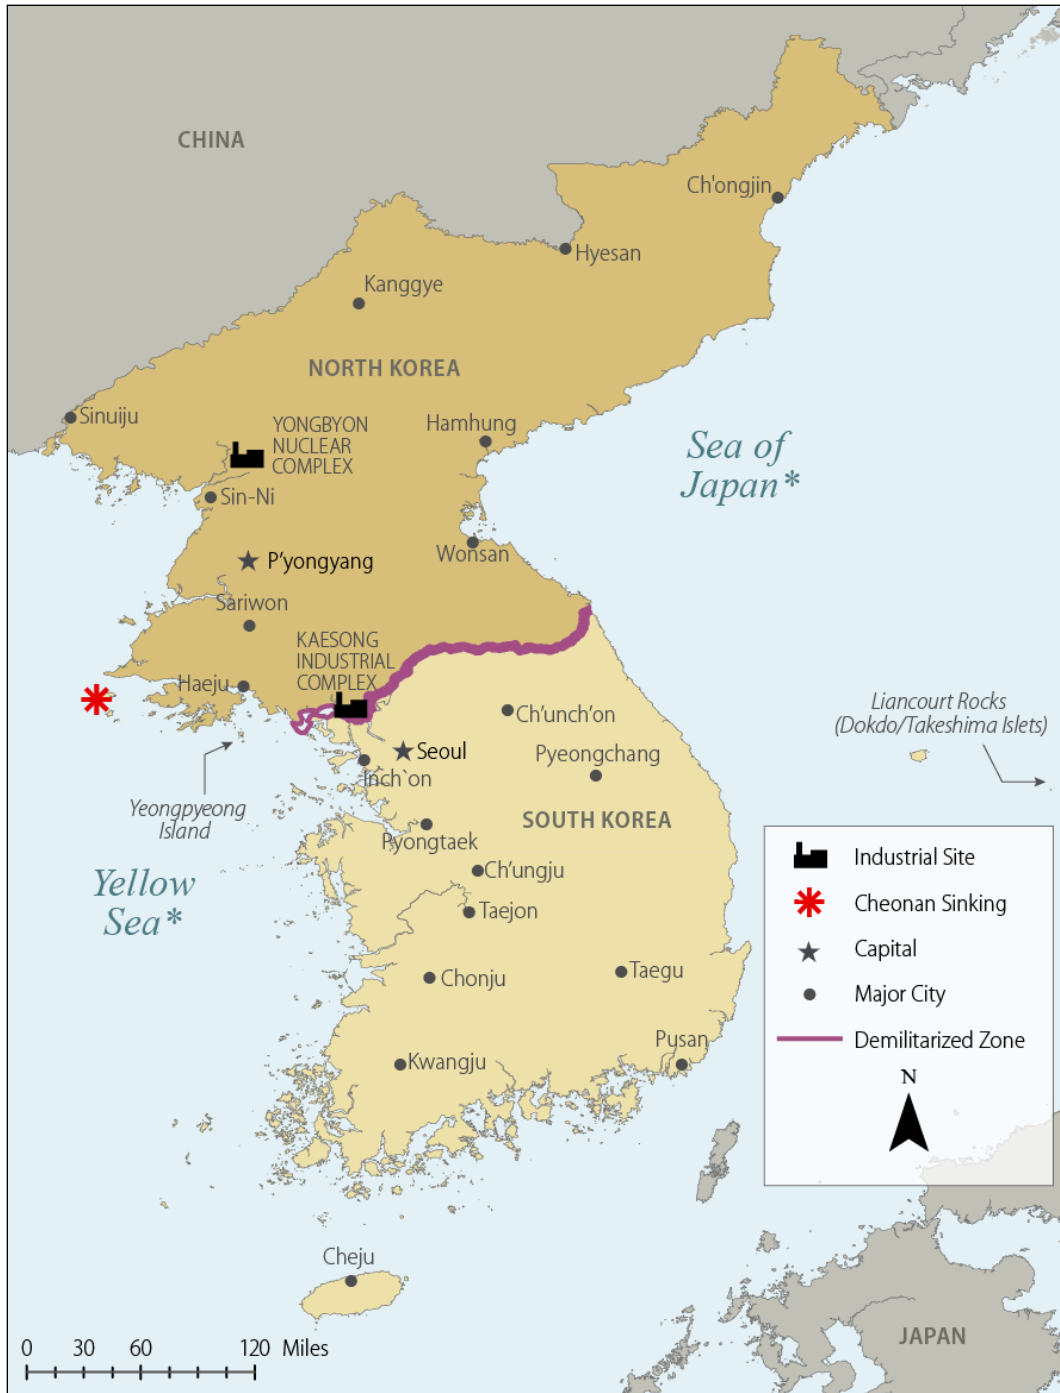 CHINA
Ch'ongjin
Hyesan
Kanggye
NORTH KOREA
Sinuiju
YONGBYON
NUCLEAR
COMPLEX
Hamhung
Sea of
Japan*
Sin-Ni
Wonsan
P'yongyang
Sariwon
KAESONG
INDUSTRIAL
COMPLEX
Haeju
Ch'unch'on
Liancourt Rocks
(Dokdo/Takeshima Islets)
Seoul
Pyeongchang
Inch`on
Yeongpyeong
Island
SOUTH KOREA
Pyongtaek
Yellow
Sea*
Ch'ungju
Taejon
Chonju
Taegu
Pusan
Kwangju
Industrial Site
Cheonan Sinking
Capital
Major City
Demilitarized Zone
N
Cheju
JAPAN
0 30 60 120 Miles